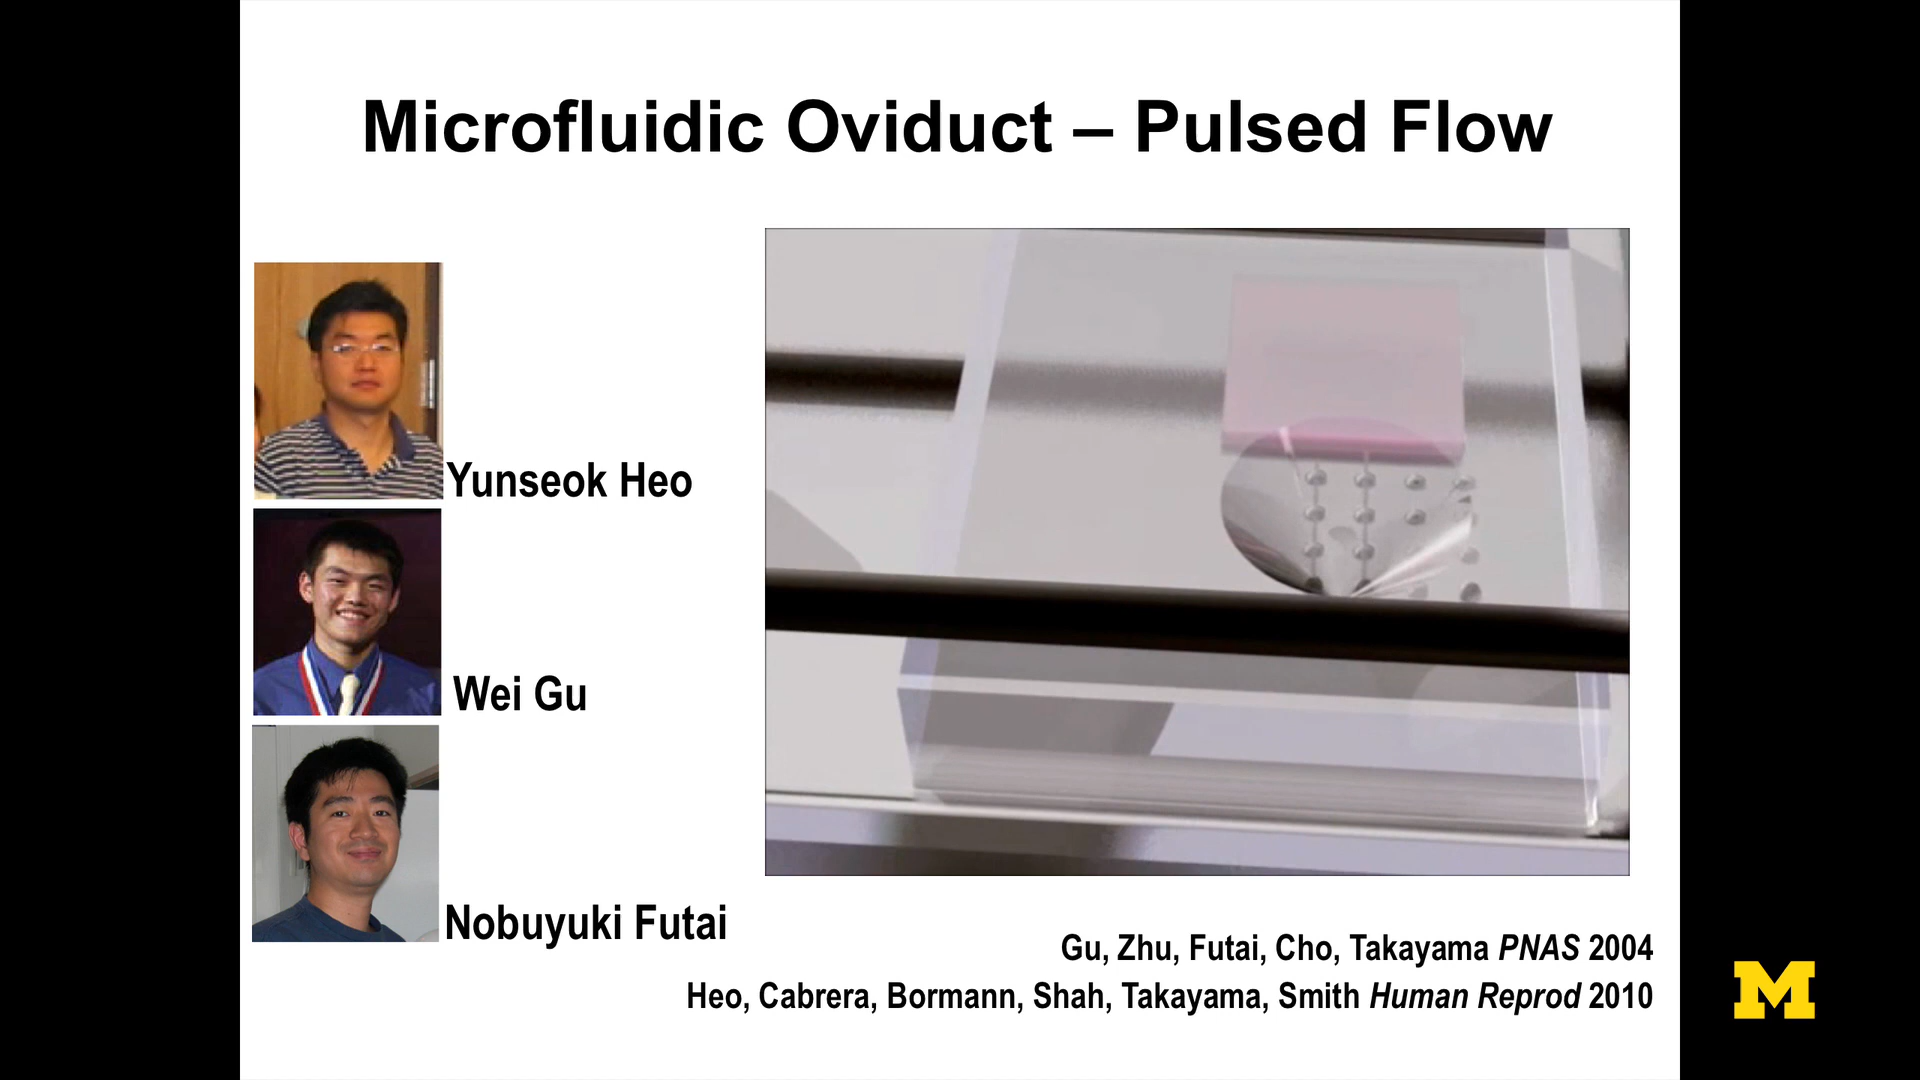 Microfluidic Oviduct – Pulsed Flow
Yunseok Heo
Wei Gu
Nobuyuki Futai
Gu, Zhu, Futai, Cho, Takayama PNAS 2004
Heo, Cabrera, Bormann, Shah, Takayama, Smith Human Reprod 2010
M